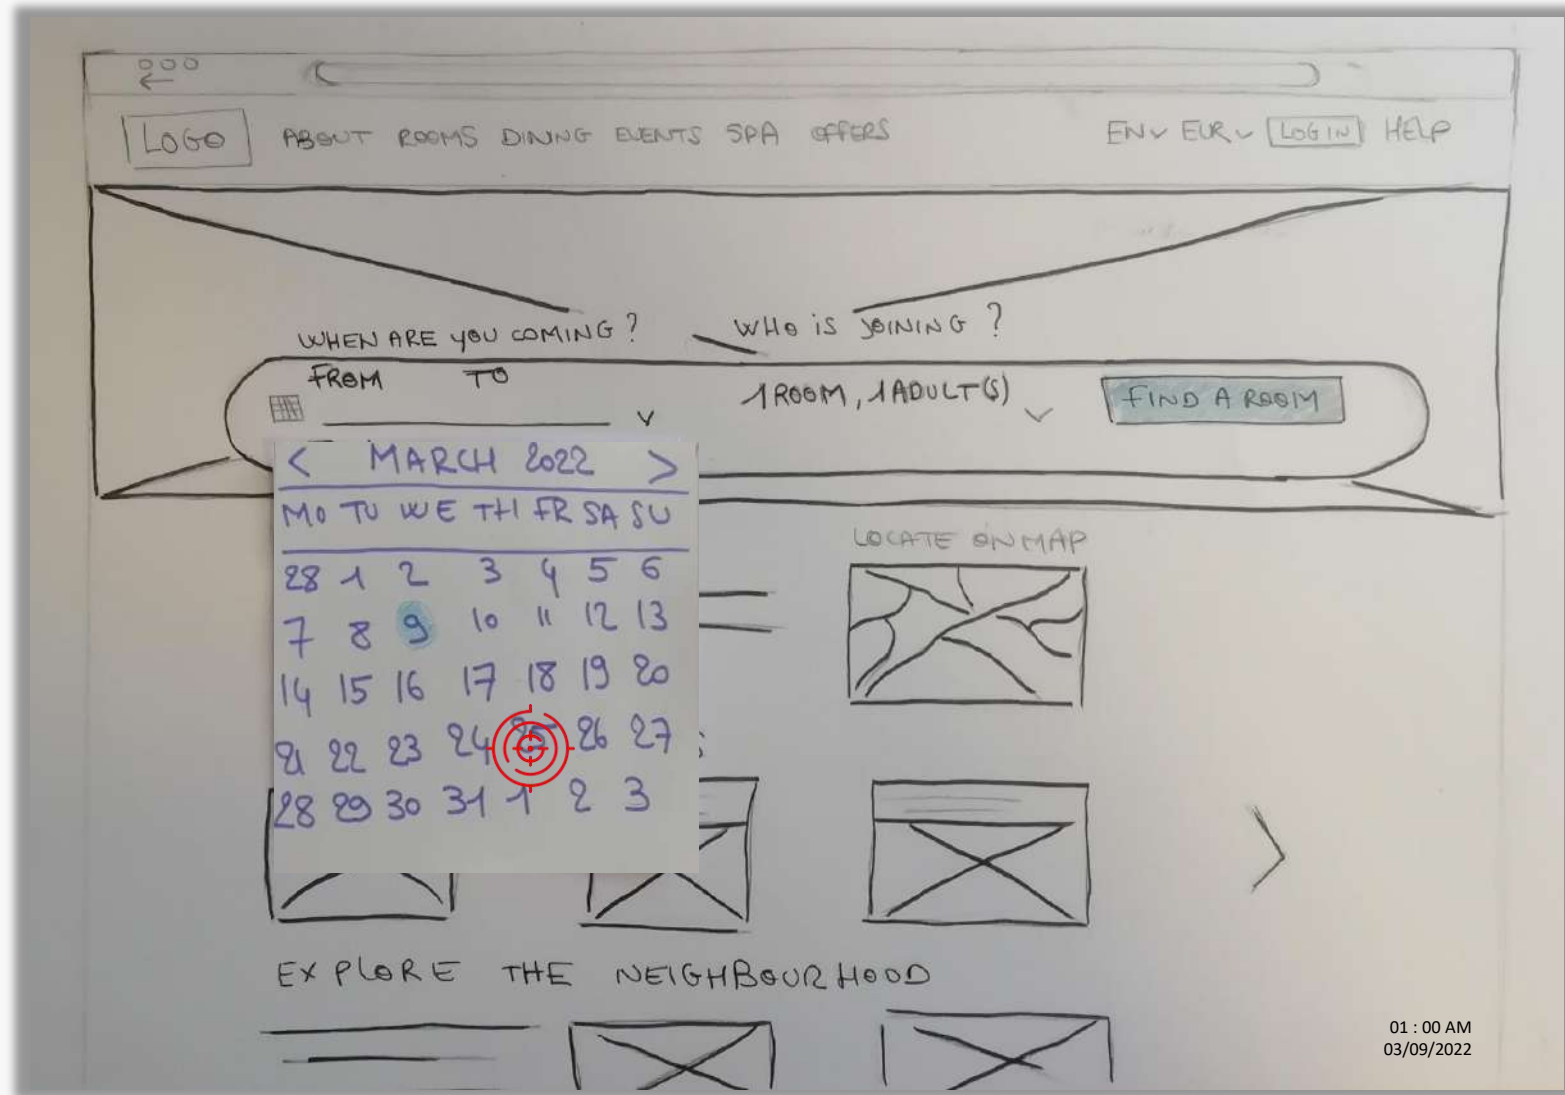 LOGO ABOUT ROOMS DINING EVENTS SPA OFFERS EN EUR LOG IN HELP
WHEN ARE YOU COMING? WHO IS JOINING?
FROM TO
1 ROOM, 1 ADULT(S) FIND A ROOM
< MARCH 2022 >
MO TU WE TH FR SA SU
LOCATE ON MAP
28 1 2 3 4 5 6
7 8 9 10 11 12 13
14 15 16 17 18 19 20
21 22 23 24 25 26 27
28 29 30 31 1 2 3
EXPLORE THE NEIGHBOURHOOD
01 : 00 AM
03/09/2022